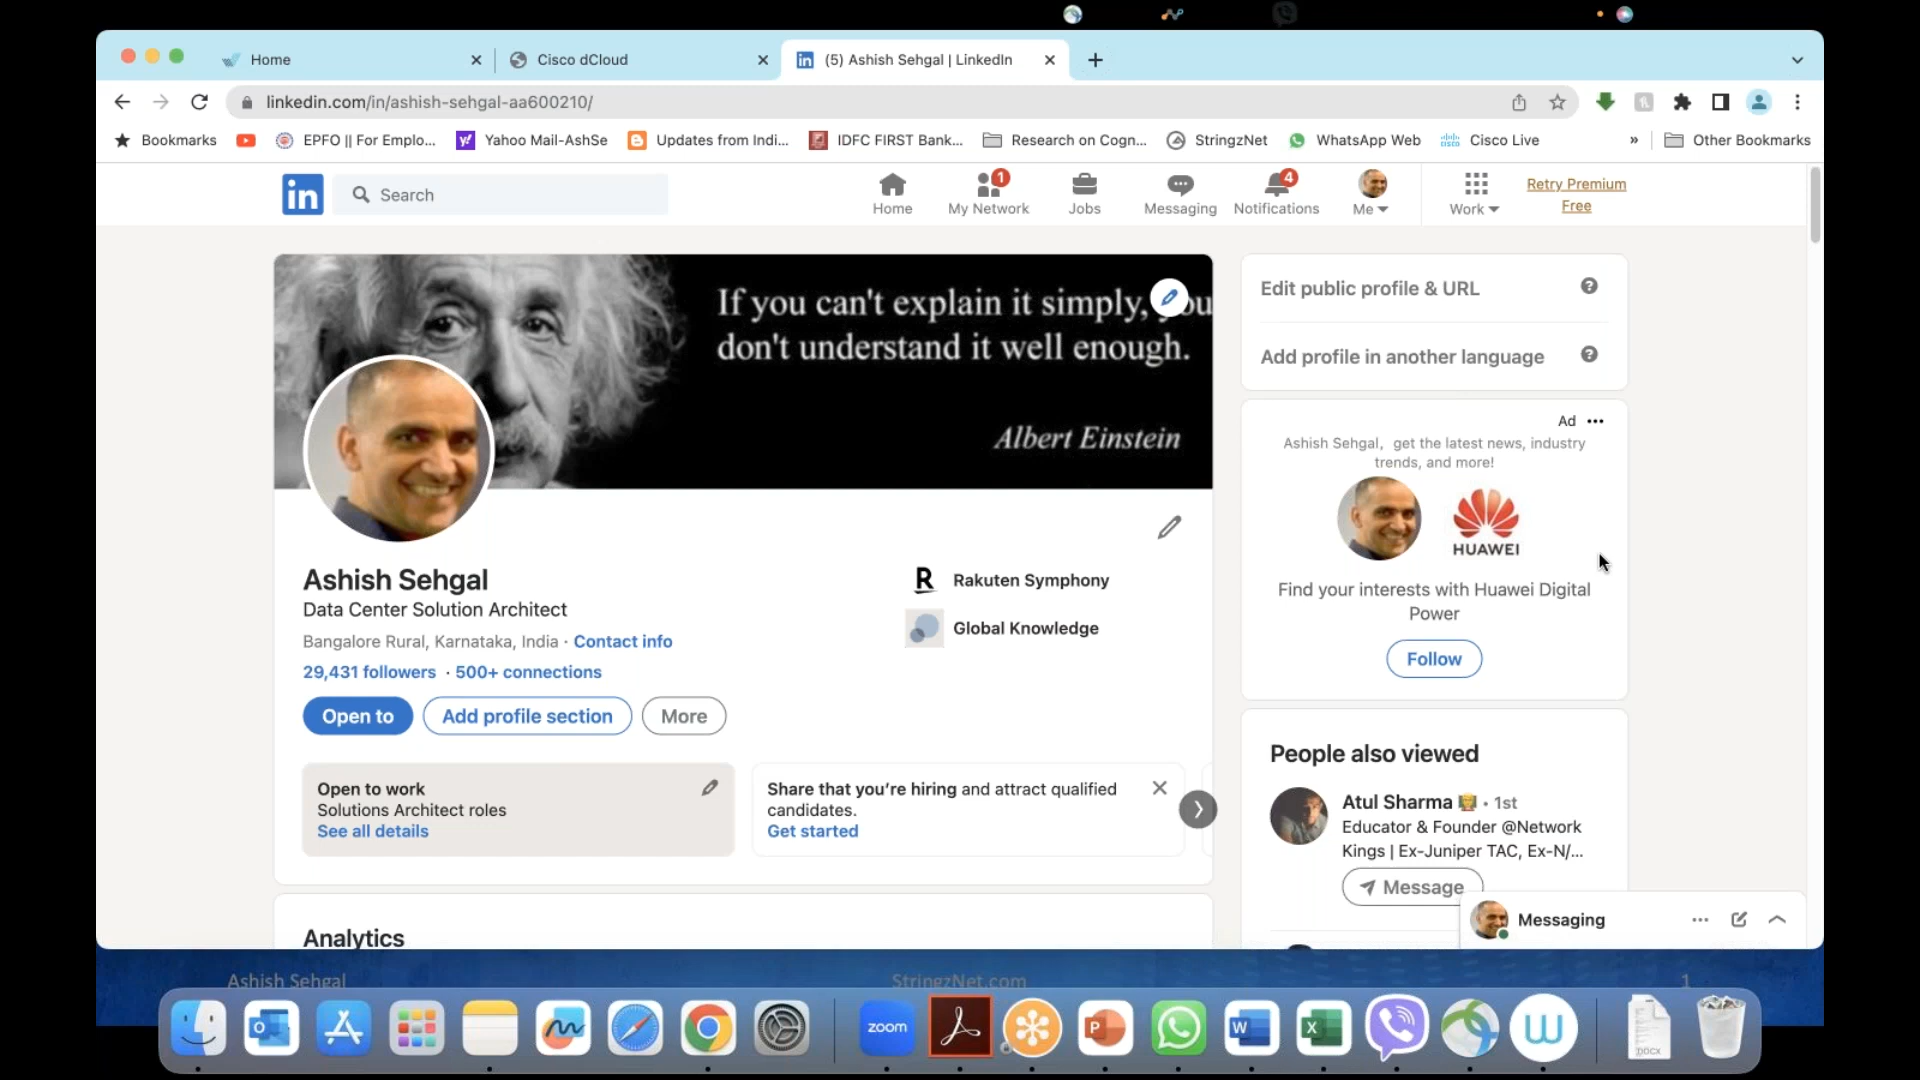 Home
Cisco dCloud
(5) Ashish Sehgal | LinkedIn
linkedin.com/in/ashish-sehgal-aa600210/
Bookmarks
EPFO || For Emplo...
Yahoo Mail-AshSe
Updates from Indi...
IDFC FIRST Bank...
Research on Cogn...
StringzNet
WhatsApp Web
Cisco Live
»
Other Bookmarks
in
Search
Home
1
My Network
Jobs
Messaging
4
Notifications
Me
Work
Retry Premium
Free
If you can't explain it simply, you
don't understand it well enough.
Albert Einstein
Ashish Sehgal
Data Center Solution Architect
Bangalore Rural, Karnataka, India · Contact info
29,431 followers · 500+ connections
Open to
Add profile section
More
Rakuten Symphony
Global Knowledge
Open to work
Solutions Architect roles
See all details
Share that you're hiring and attract qualified
candidates.
Get started
Analytics
Edit public profile & URL
Add profile in another language
Ad
Ashish Sehgal, get the latest news, industry
trends, and more!
HUAWEI
Find your interests with Huawei Digital
Power
Follow
People also viewed
Atul Sharma · 1st
Educator & Founder @Network
Kings | Ex-Juniper TAC, Ex-N/...
Message
Messaging
Ashish Sehgal
StringzNet.com
1
zoom
DOCX